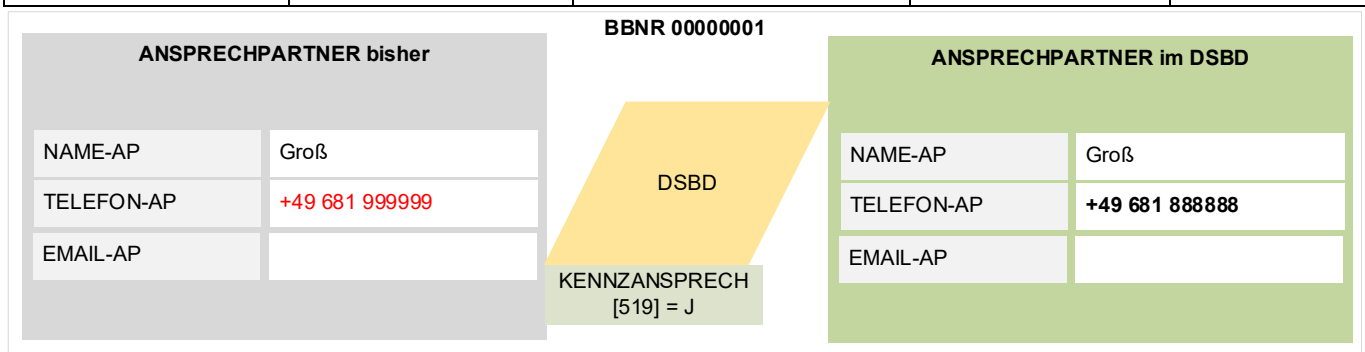 BBNR 00000001
ANSPRECHPARTNER bisher
NAME-AP Groß
TELEFON-AP +49 681 999999
EMAIL-AP
DSBD
KENNZANSPRECH
[519] = J
ANSPRECHPARTNER im DSBD
NAME-AP Groß
TELEFON-AP +49 681 888888
EMAIL-AP